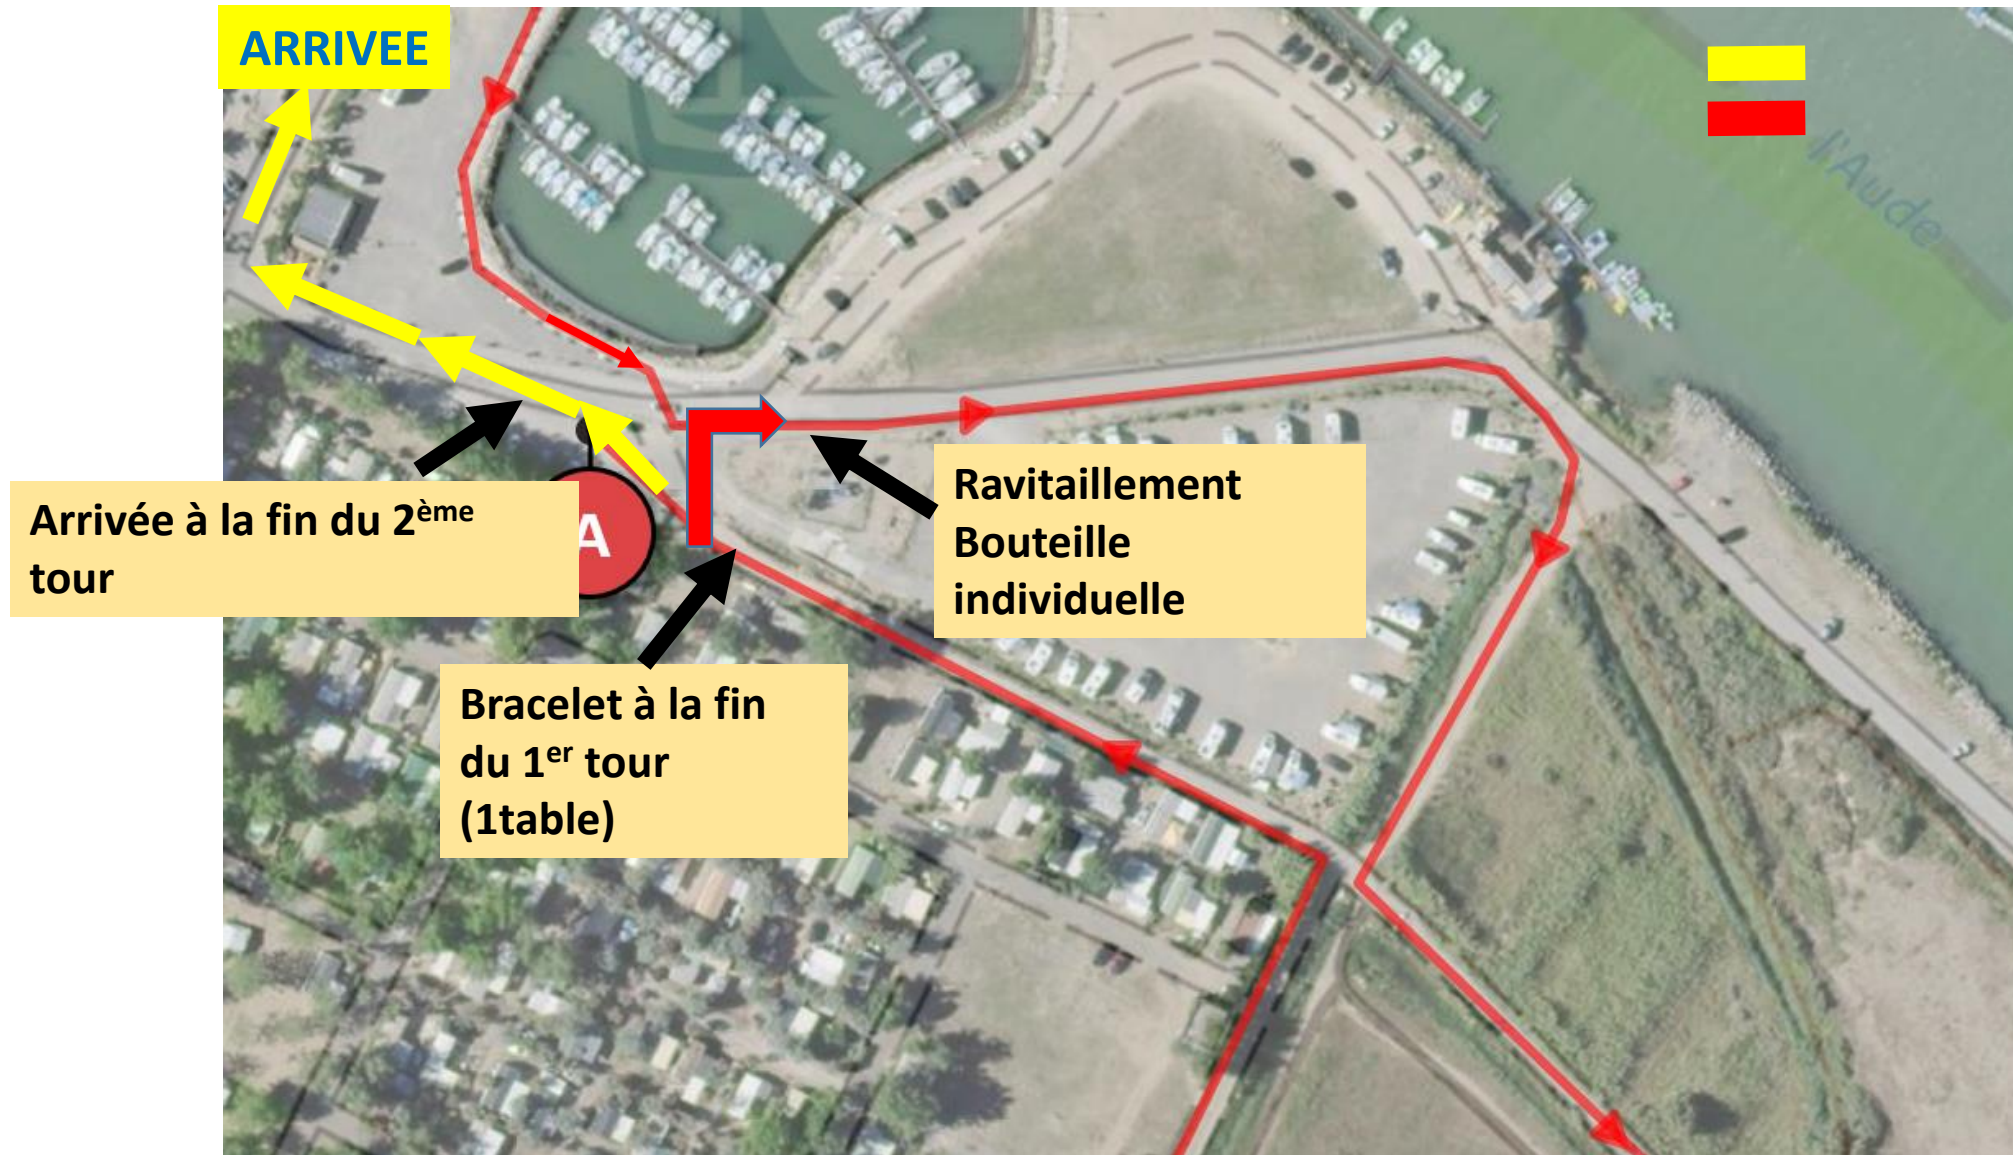 ARRIVEE
l'Aude
Ravitaillement
Bouteille
individuelle
Arrivée à la fin du 2ème
tour
A
Bracelet à la fin
du 1er tour
(1table)